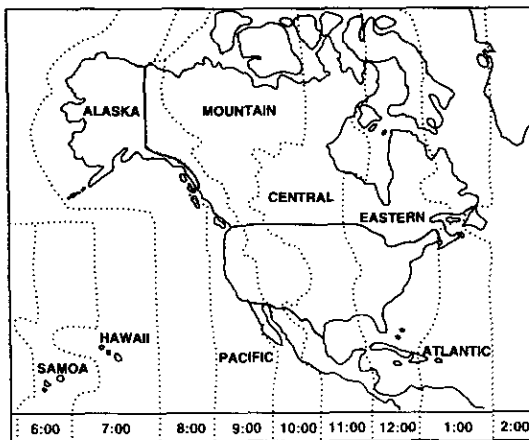 ALASKA
MOUNTAIN
CENTRAL
EASTERN
HAWAII
PACIFIC
ATLANTIC
SAMOA
6:00 7:00 8:00 9:00 10:00 11:00 12:00 1:00 2:00